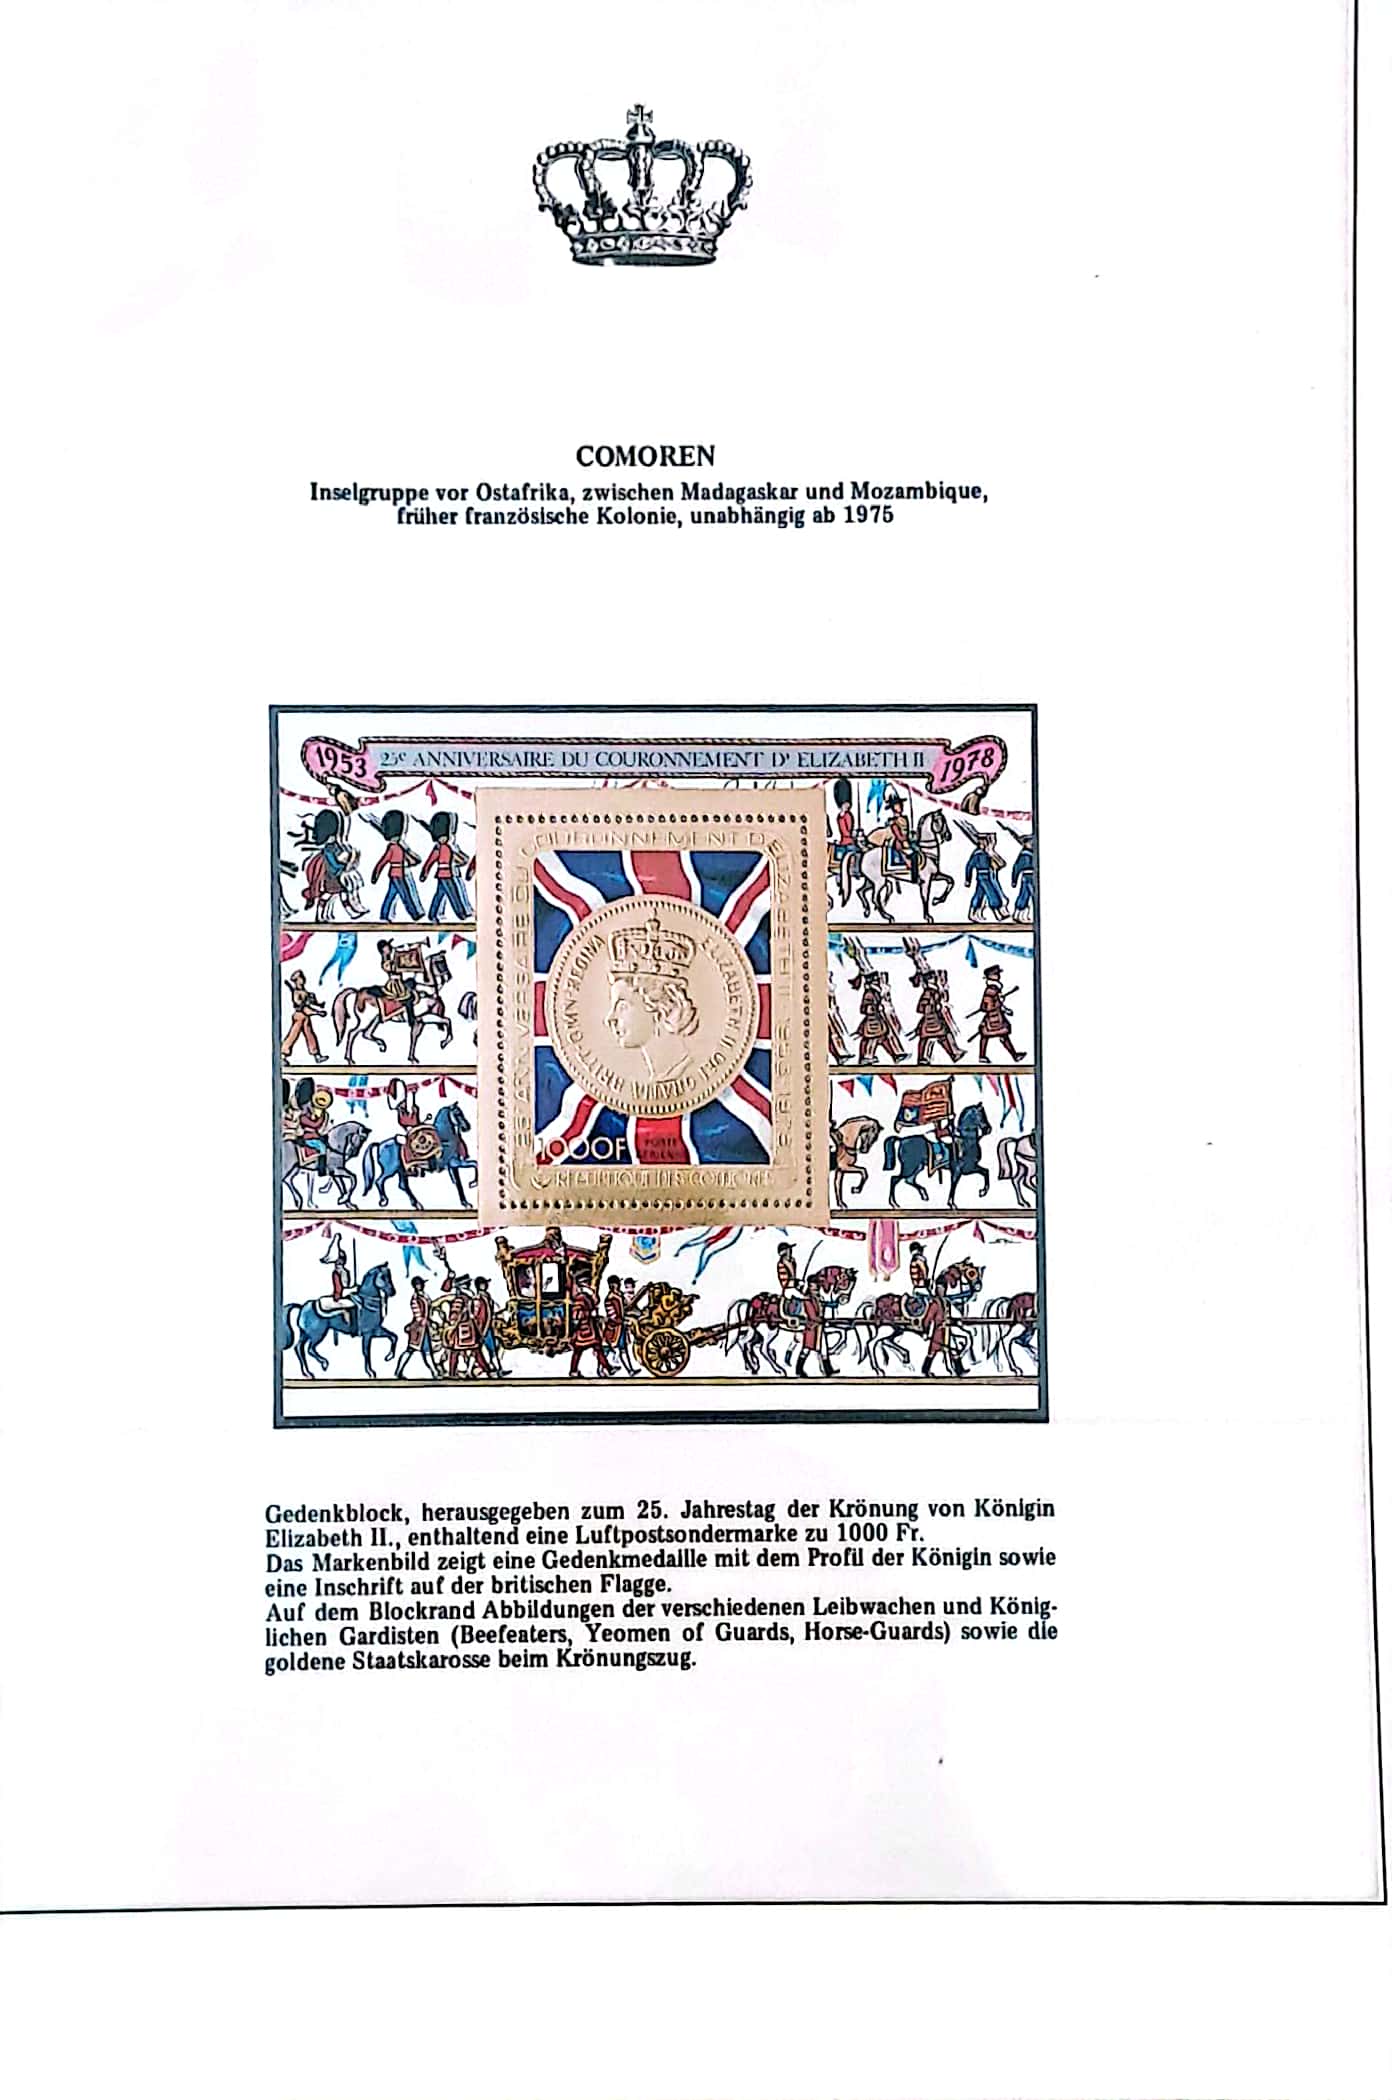 COMOREN
Inselgruppe vor Ostafrika, zwischen Madagaskar und Mozambique,
früher französische Kolonie, unabhängig ab 1975
1953 25e ANNIVERSAIRE DU COURONNEMENT D' ELIZABETH II 1978
ANNIVERSAIRE DU COURONNEMENT D'ELIZABETH II 1953 1978
ELIZABETH II DEI GRATIA BRITT·OMN·REGINA
1000F
POSTE
AERIENNE
REPUBLIQUE DES COMORES
Gedenkblock, herausgegeben zum 25. Jahrestag der Krönung von Königin
Elizabeth II., enthaltend eine Luftpostsondermarke zu 1000 Fr.
Das Markenbild zeigt eine Gedenkmedaille mit dem Profil der Königin sowie
eine Inschrift auf der britischen Flagge.
Auf dem Blockrand Abbildungen der verschiedenen Leibwachen und König-
lichen Gardisten (Beefeaters, Yeomen of Guards, Horse-Guards) sowie die
goldene Staatskarosse beim Krönungszug.